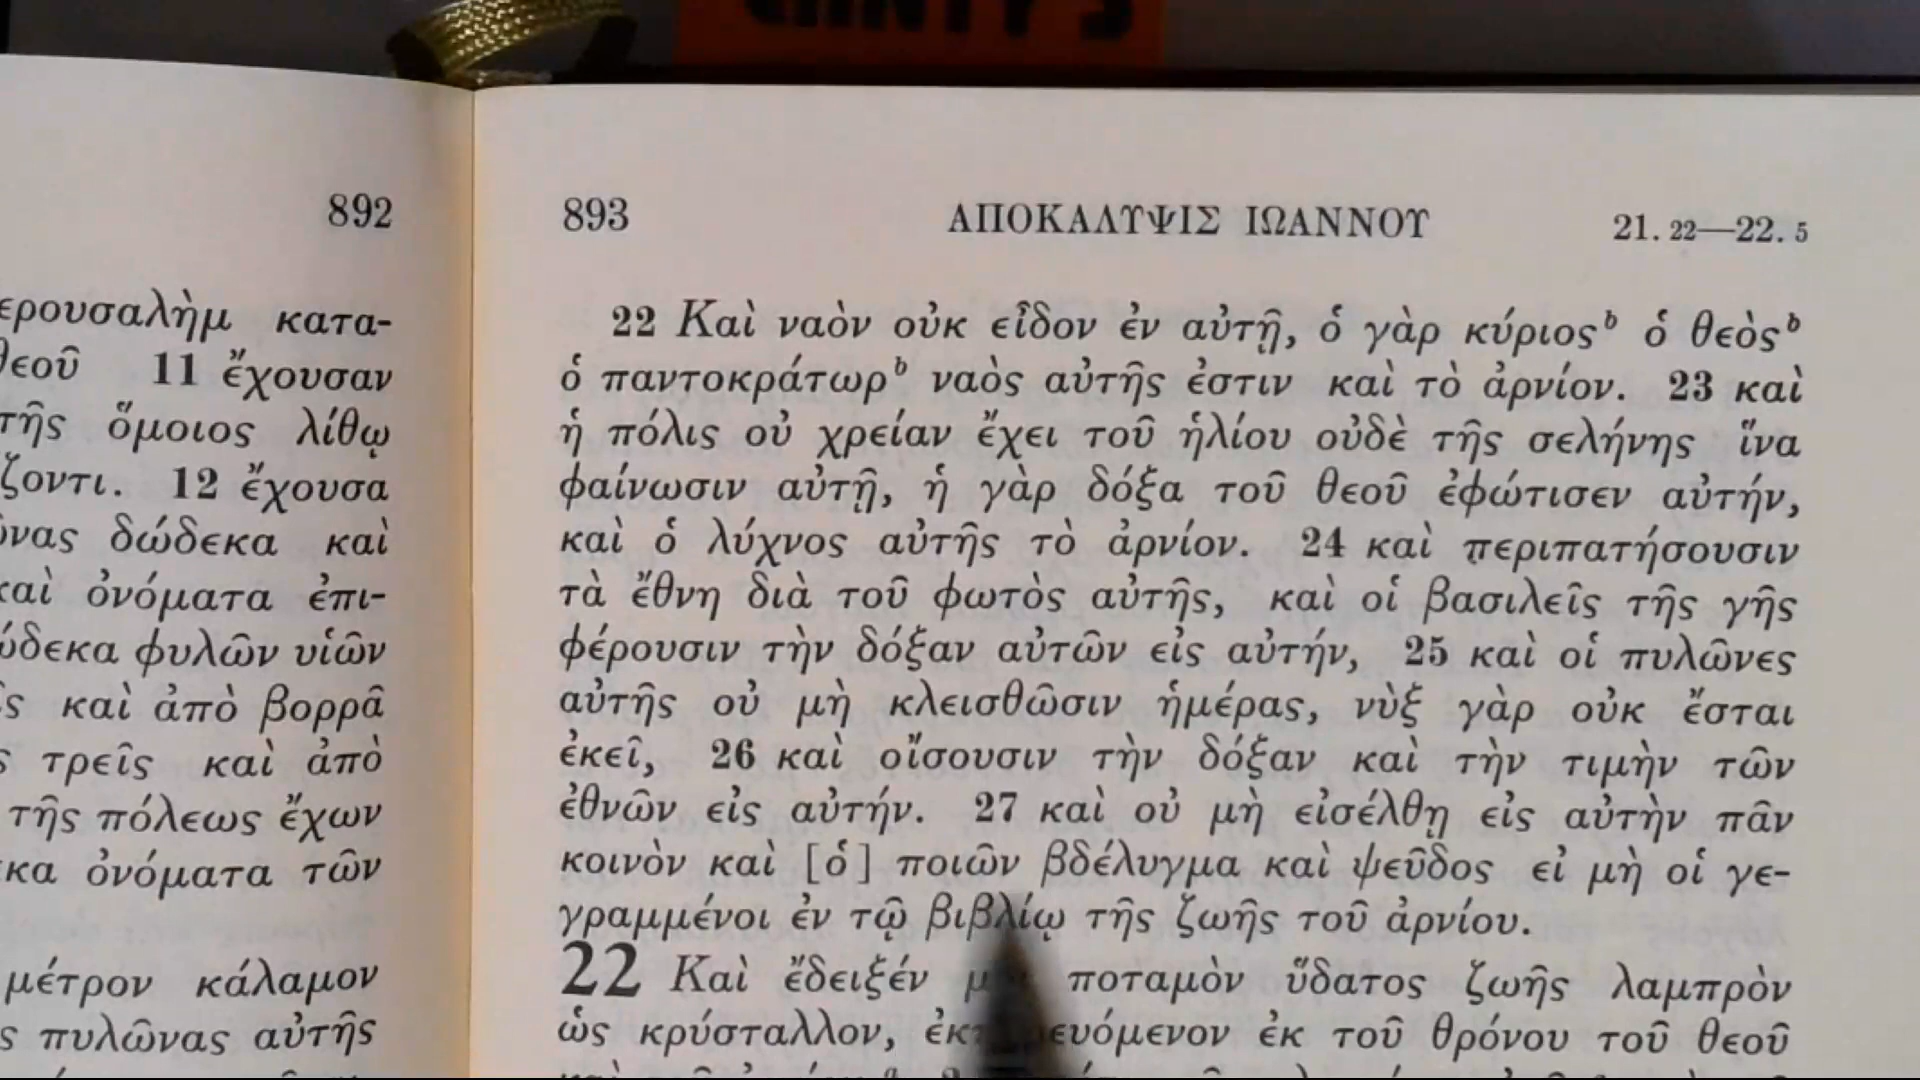 892
ερουσαλὴμ κατα-
θεοῦ 11 ἔχουσαν
τῆς ὅμοιος λίθῳ
ζοντι. 12 ἔχουσα
δώδεκα καὶ
καὶ ὀνόματα ἐπι-
φυλῶν υἱῶν
καὶ ἀπὸ βορρᾶ
τρεῖς καὶ ἀπὸ
τῆς πόλεως ἔχων
ὀνόματα τῶν
μέτρον κάλαμον
πυλῶνας αὐτῆς
893 ΑΠΟΚΑΛΥΨΙΣ ΙΩΑΝΝΟΥ 21. 22—22. 5
22 Καὶ ναὸν οὐκ εἶδον ἐν αὐτῇ, ὁ γὰρ κύριοςᵇ ὁ θεὸςᵇ
ὁ παντοκράτωρᵇ ναὸς αὐτῆς ἐστιν καὶ τὸ ἀρνίον. 23 καὶ
ἡ πόλις οὐ χρείαν ἔχει τοῦ ἡλίου οὐδὲ τῆς σελήνης ἵνα
φαίνωσιν αὐτῇ, ἡ γὰρ δόξα τοῦ θεοῦ ἐφώτισεν αὐτήν,
καὶ ὁ λύχνος αὐτῆς τὸ ἀρνίον. 24 καὶ περιπατήσουσιν
τὰ ἔθνη διὰ τοῦ φωτὸς αὐτῆς, καὶ οἱ βασιλεῖς τῆς γῆς
φέρουσιν τὴν δόξαν αὐτῶν εἰς αὐτήν, 25 καὶ οἱ πυλῶνες
αὐτῆς οὐ μὴ κλεισθῶσιν ἡμέρας, νὺξ γὰρ οὐκ ἔσται
ἐκεῖ, 26 καὶ οἴσουσιν τὴν δόξαν καὶ τὴν τιμὴν τῶν
ἐθνῶν εἰς αὐτήν. 27 καὶ οὐ μὴ εἰσέλθῃ εἰς αὐτὴν πᾶν
κοινὸν καὶ [ὁ] ποιῶν βδέλυγμα καὶ ψεῦδος εἰ μὴ οἱ γε-
γραμμένοι ἐν τῷ βιβλίῳ τῆς ζωῆς τοῦ ἀρνίου.
22 Καὶ ἔδειξέν ποταμὸν ὕδατος ζωῆς λαμπρὸν
ὡς κρύσταλλον, ἐκ τοῦ θρόνου τοῦ θεοῦ